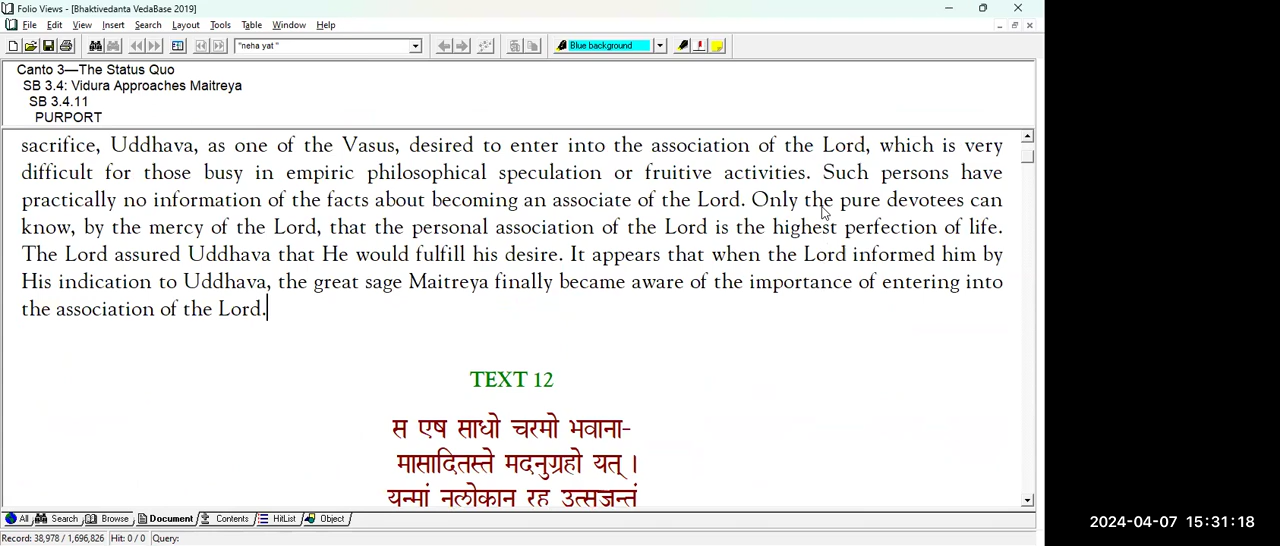 Folio Views - [Bhaktivedanta VedaBase 2019]
File Edit View Insert Search Layout Tools Table Window Help
"neha yat " Blue background
Canto 3—The Status Quo
SB 3.4: Vidura Approaches Maitreya
SB 3.4.11
PURPORT
sacrifice, Uddhava, as one of the Vasus, desired to enter into the association of the Lord, which is very
difficult for those busy in empiric philosophical speculation or fruitive activities. Such persons have
practically no information of the facts about becoming an associate of the Lord. Only the pure devotees can
know, by the mercy of the Lord, that the personal association of the Lord is the highest perfection of life.
The Lord assured Uddhava that He would fulfill his desire. It appears that when the Lord informed him by
His indication to Uddhava, the great sage Maitreya finally became aware of the importance of entering into
the association of the Lord.
TEXT 12
स एष साधो चरमो भवाना-
मासादितस्ते मदनुग्रहो यत् ।
यन्मां नृलोकान् रह उत्सृजन्तं
All Search Browse Document Contents HitList Object
Record: 38,978 / 1,696,826 Hit: 0 / 0 Query:
2024-04-07 15:31:18